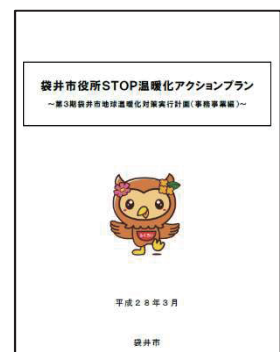 袋井市役所STOP温暖化アクションプラン
～第3期袋井市地球温暖化対策実行計画(事務事業編)～
平成28年3月
袋井市